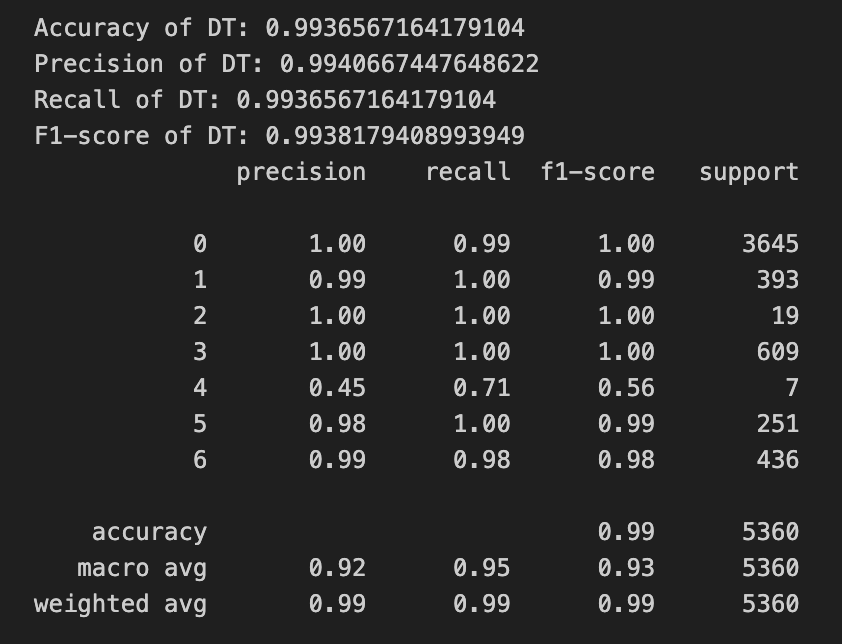 Accuracy of DT: 0.9936567164179104
Precision of DT: 0.9940667447648622
Recall of DT: 0.9936567164179104
F1-score of DT: 0.9938179408993949
precision recall f1-score support
0 1.00 0.99 1.00 3645
1 0.99 1.00 0.99 393
2 1.00 1.00 1.00 19
3 1.00 1.00 1.00 609
4 0.45 0.71 0.56 7
5 0.98 1.00 0.99 251
6 0.99 0.98 0.98 436
accuracy 0.99 5360
macro avg 0.92 0.95 0.93 5360
weighted avg 0.99 0.99 0.99 5360